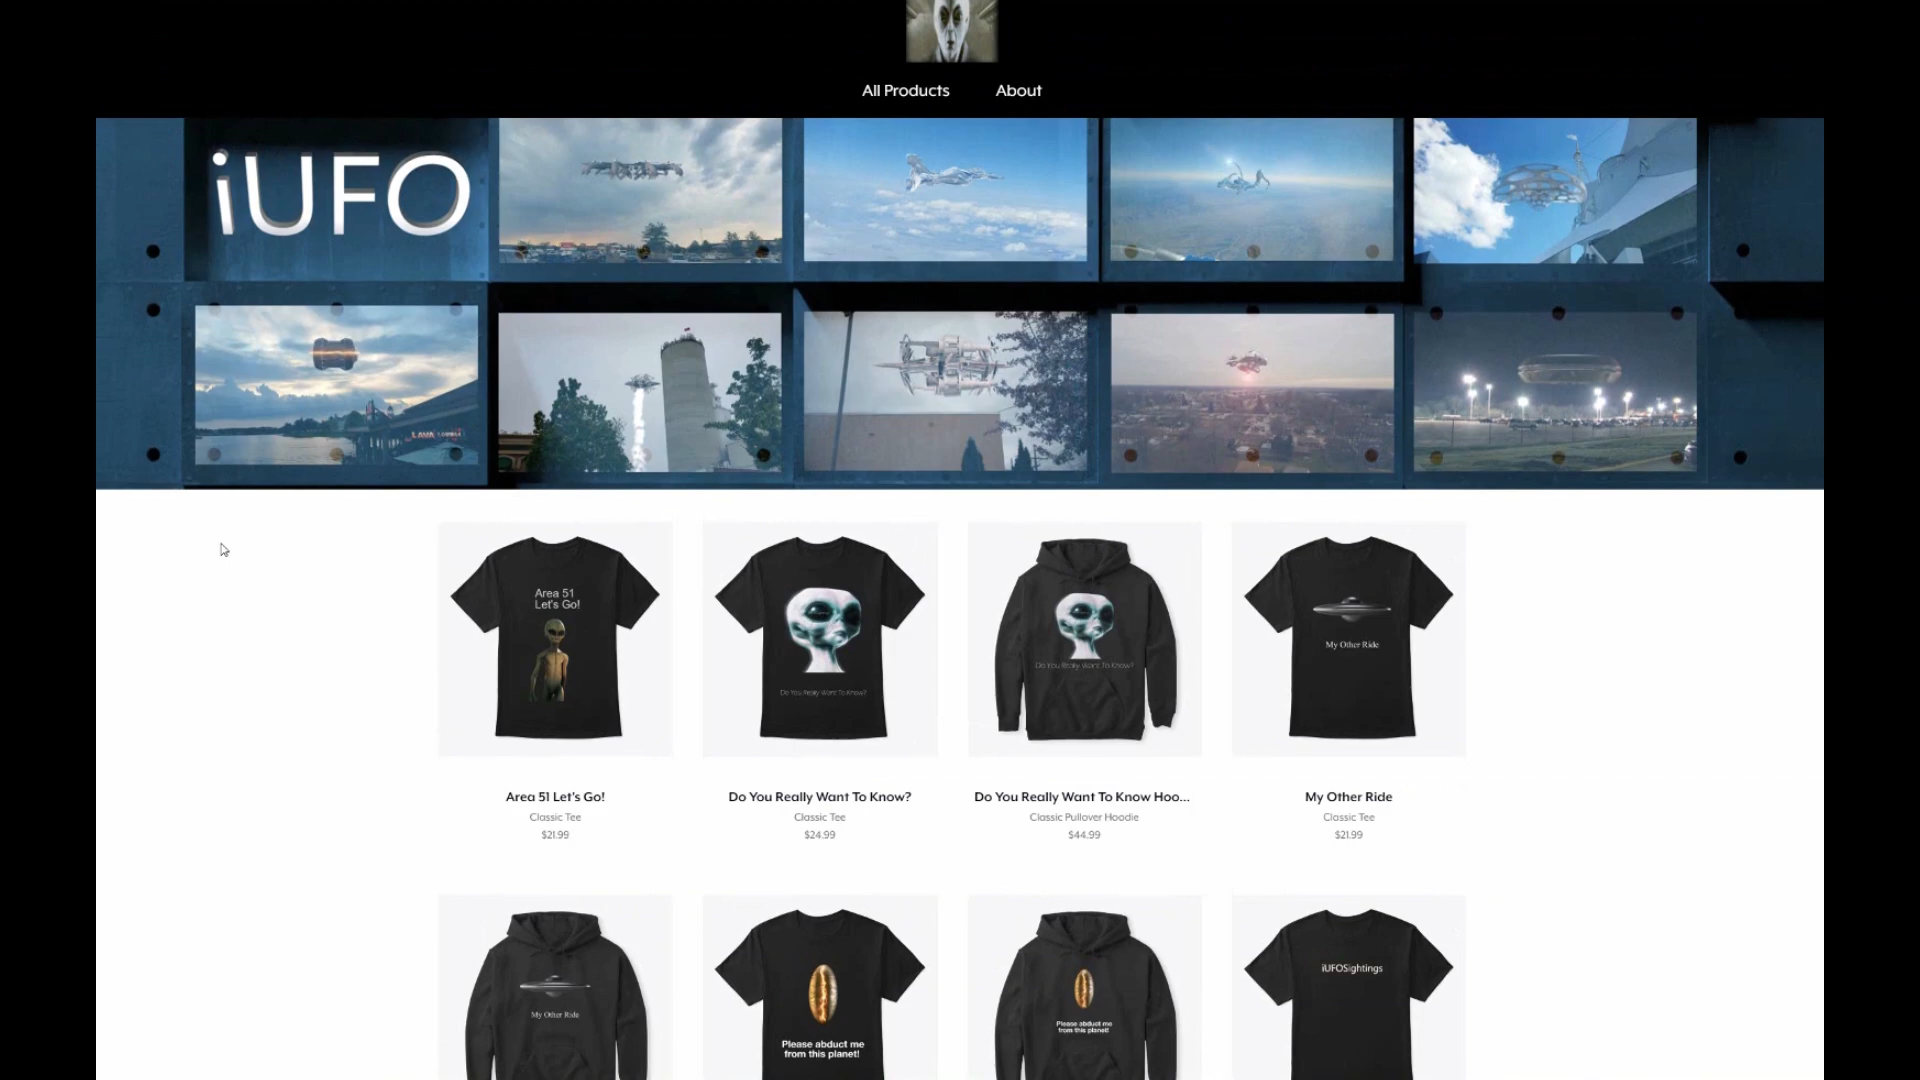 All Products About
iUFO
LAVA LOUNGE
Area 51
Let's Go!
Do You Really Want To Know?
Do You Really Want To Know?
My Other Ride
Area 51 Let's Go!
Do You Really Want To Know?
Do You Really Want To Know Hoo...
My Other Ride
Classic Tee
Classic Tee
Classic Pullover Hoodie
Classic Tee
$21.99
$24.99
$44.99
$21.99
My Other Ride
Please abduct me
from this planet!
Please abduct me
from this planet!
iUFOSightings